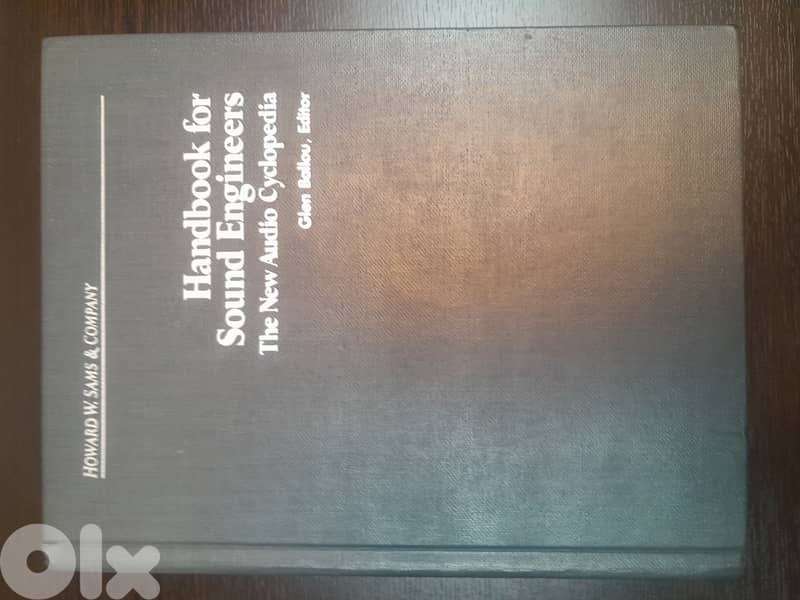 HOWARD W. SAMS & COMPANY
Handbook for
Sound Engineers
The New Audio Cyclopedia
Glen Ballou, Editor
Olx